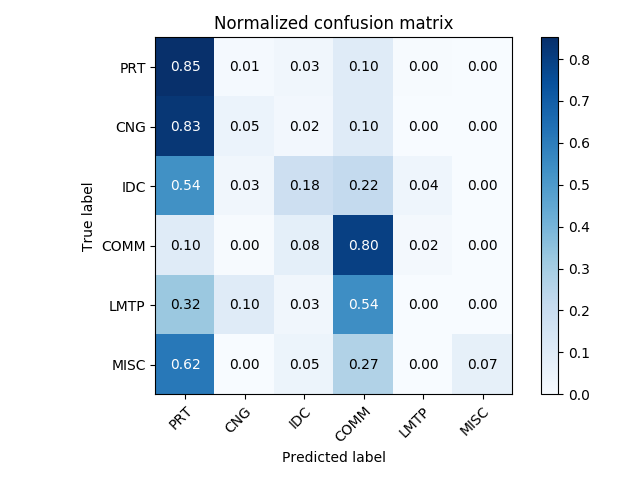 Normalized confusion matrix
True label
PRT 0.85 0.01 0.03 0.10 0.00 0.00
CNG 0.83 0.05 0.02 0.10 0.00 0.00
IDC 0.54 0.03 0.18 0.22 0.04 0.00
COMM 0.10 0.00 0.08 0.80 0.02 0.00
LMTP 0.32 0.10 0.03 0.54 0.00 0.00
MISC 0.62 0.00 0.05 0.27 0.00 0.07
PRT CNG IDC COMM LMTP MISC
Predicted label
0.8
0.7
0.6
0.5
0.4
0.3
0.2
0.1
0.0